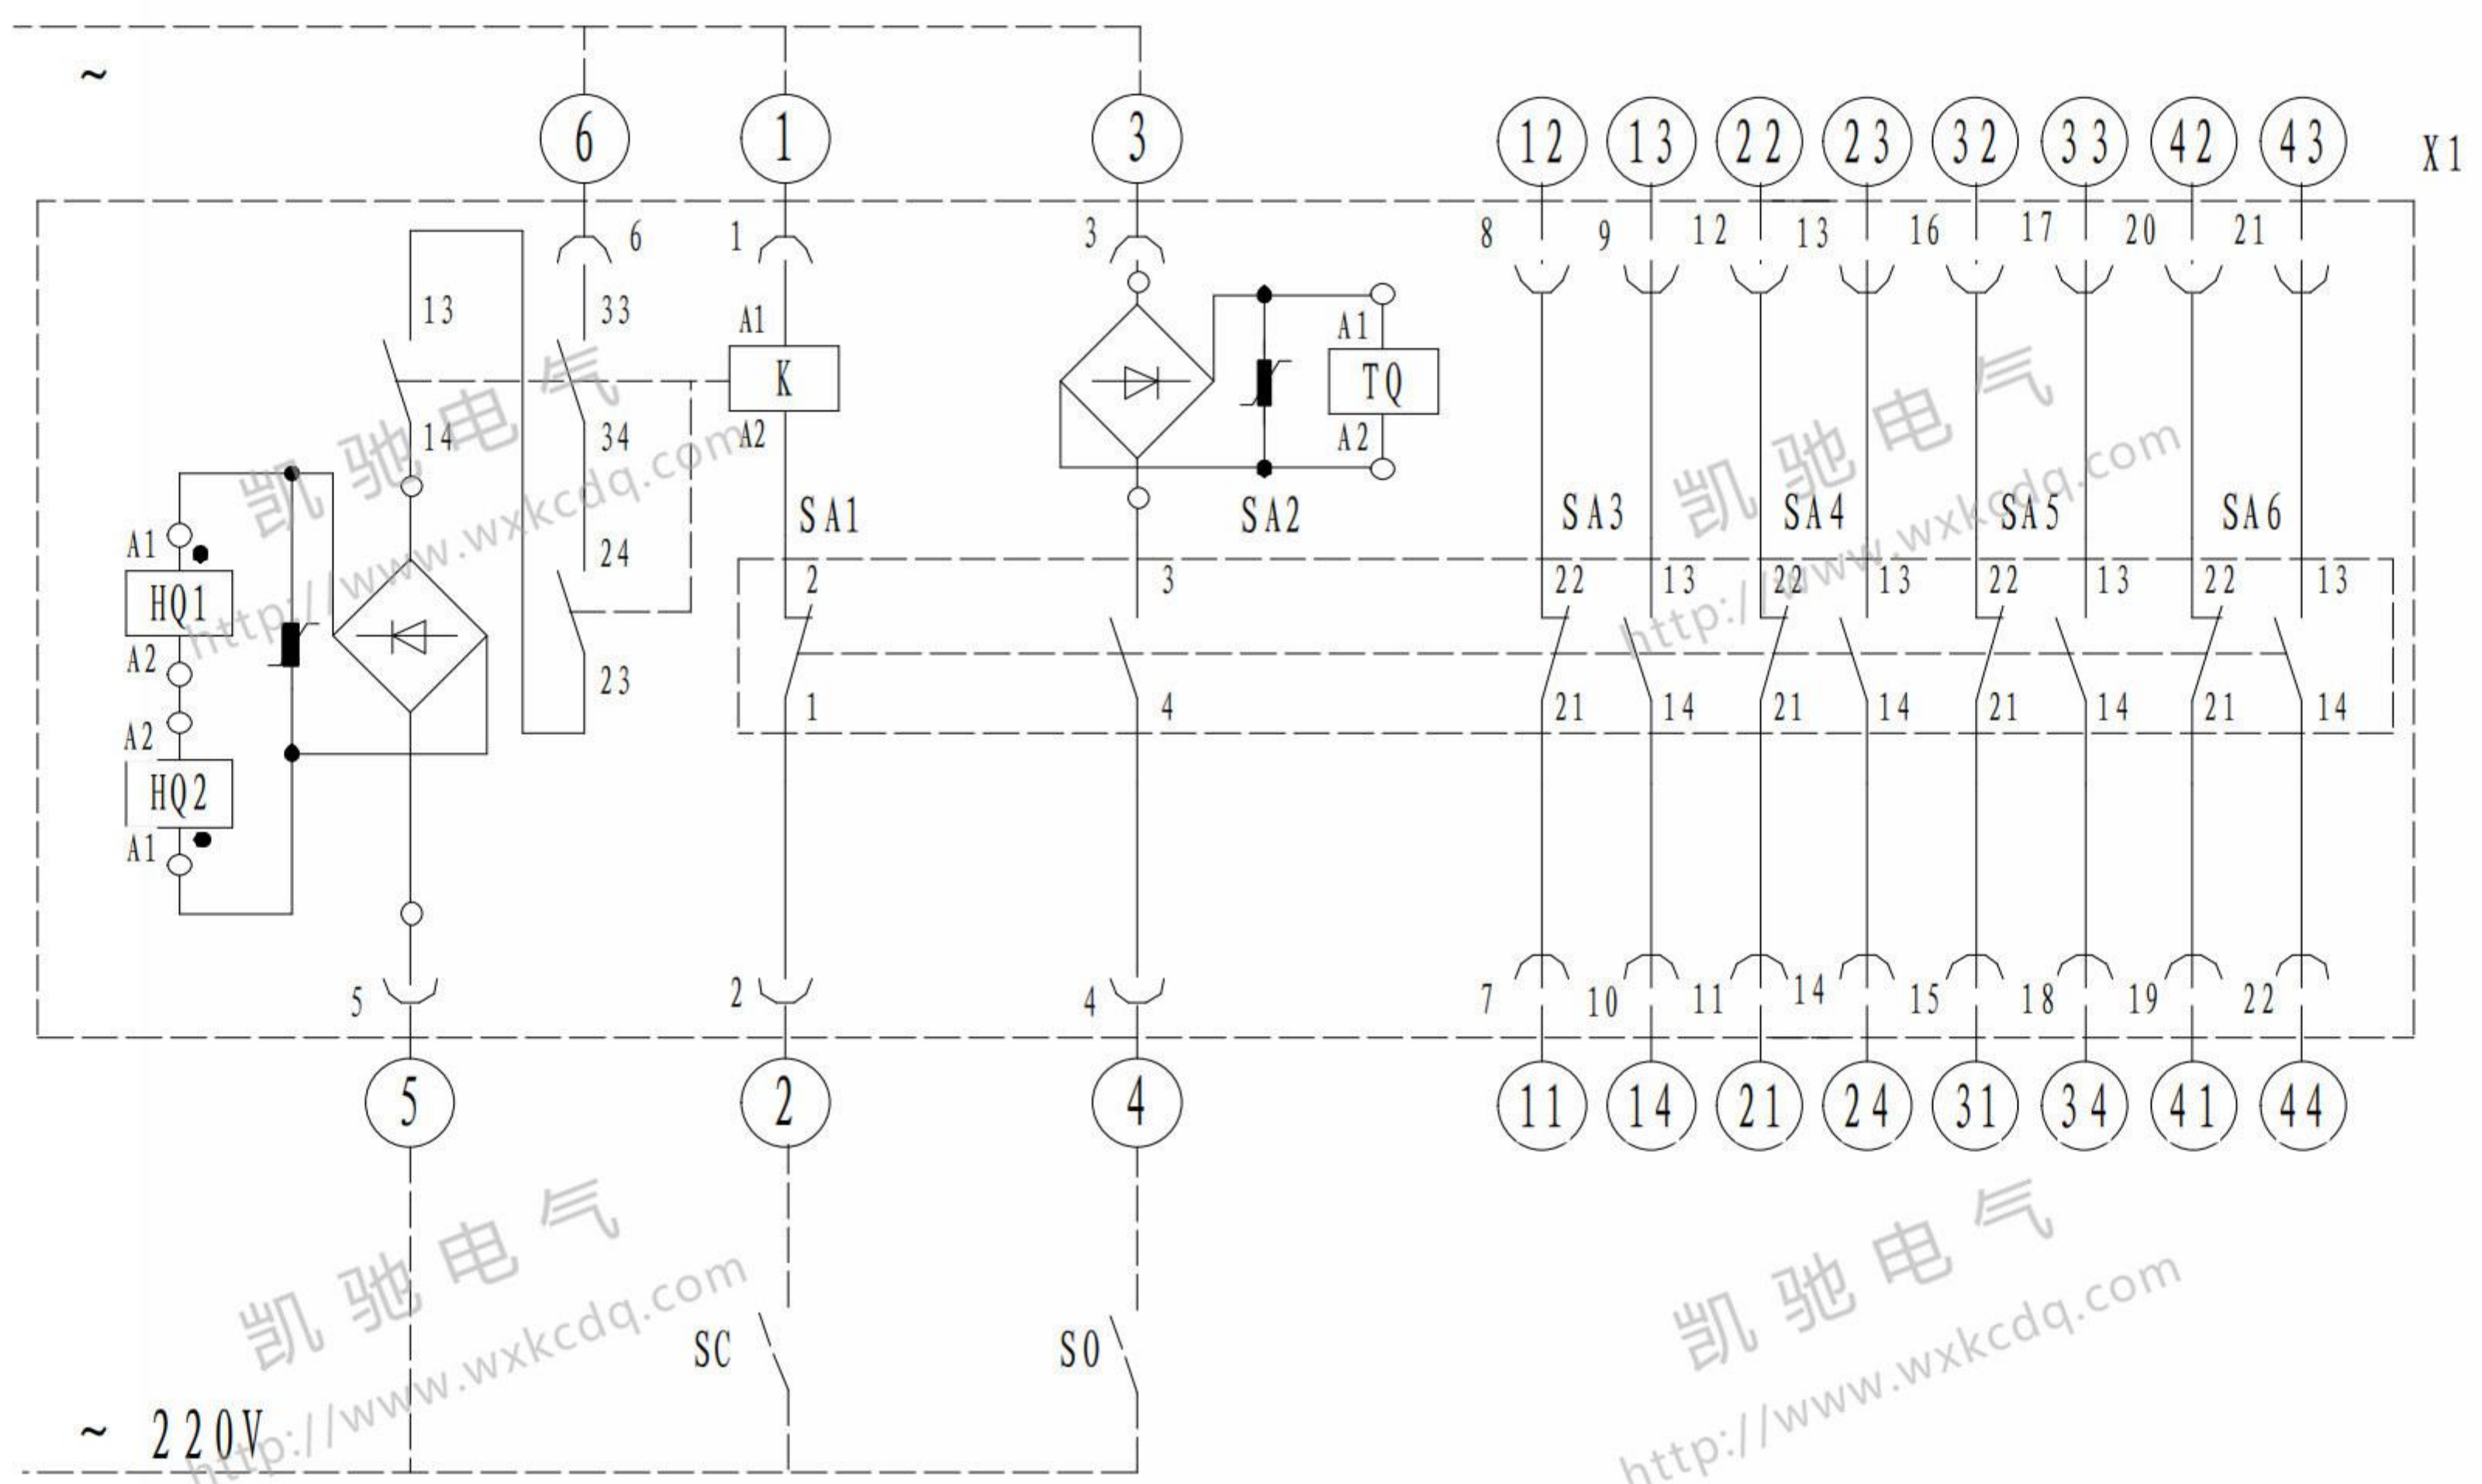 ~
6 1 3 12 13 22 23 32 33 42 43 X1
6 1 3 8 9 12 13 16 17 20 21
13 33 A1 A1
K TQ
14 34 A2 A2
凯驰电气
http://www.wxkcdq.com
凯驰电气
http://www.wxkcdq.com
SA1 SA2 SA3 SA4 SA5 SA6
A1 24
2 3 22 13 22 13 22 13 22 13
HQ1
A2 23
1 4 21 14 21 14 21 14 21 14
A2
HQ2
A1
5 2 4 7 10 11 14 15 18 19 22
5 2 4 11 14 21 24 31 34 41 44
凯驰电气
http://www.wxkcdq.com
凯驰电气
http://www.wxkcdq.com
SC SO
~ 220V